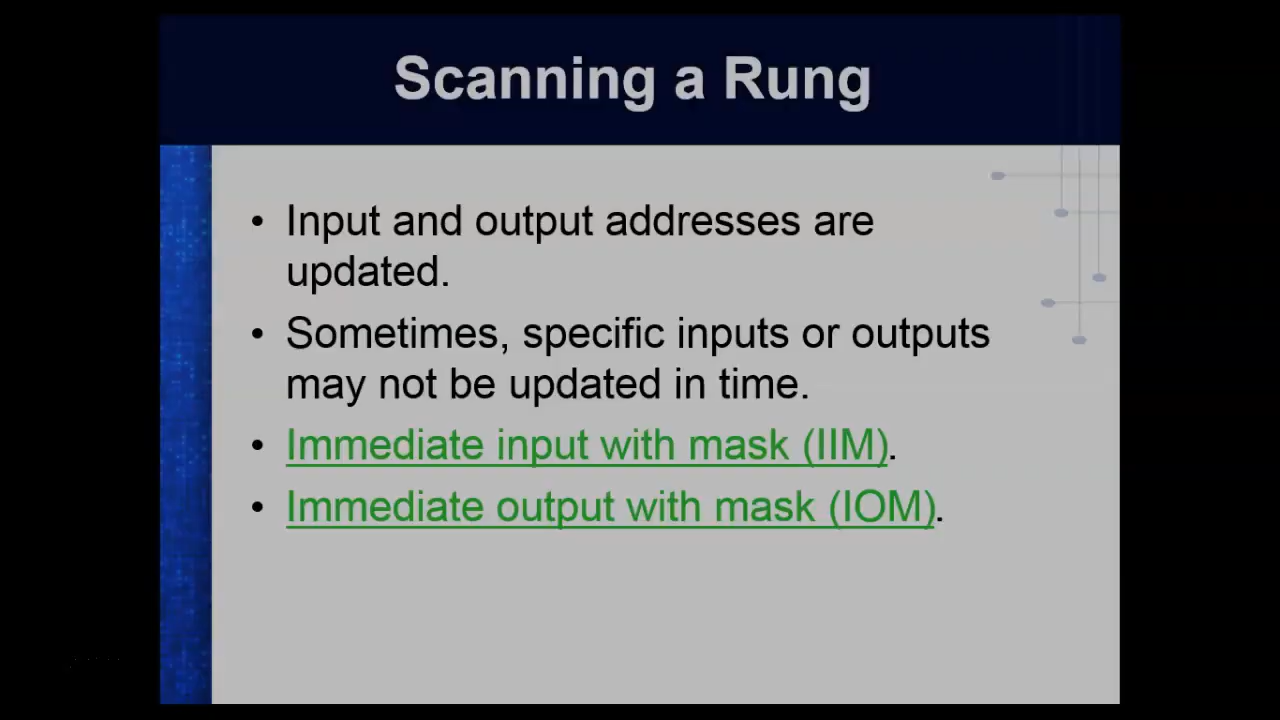 Scanning a Rung
• Input and output addresses are
updated.
• Sometimes, specific inputs or outputs
may not be updated in time.
• Immediate input with mask (IIM).
• Immediate output with mask (IOM).